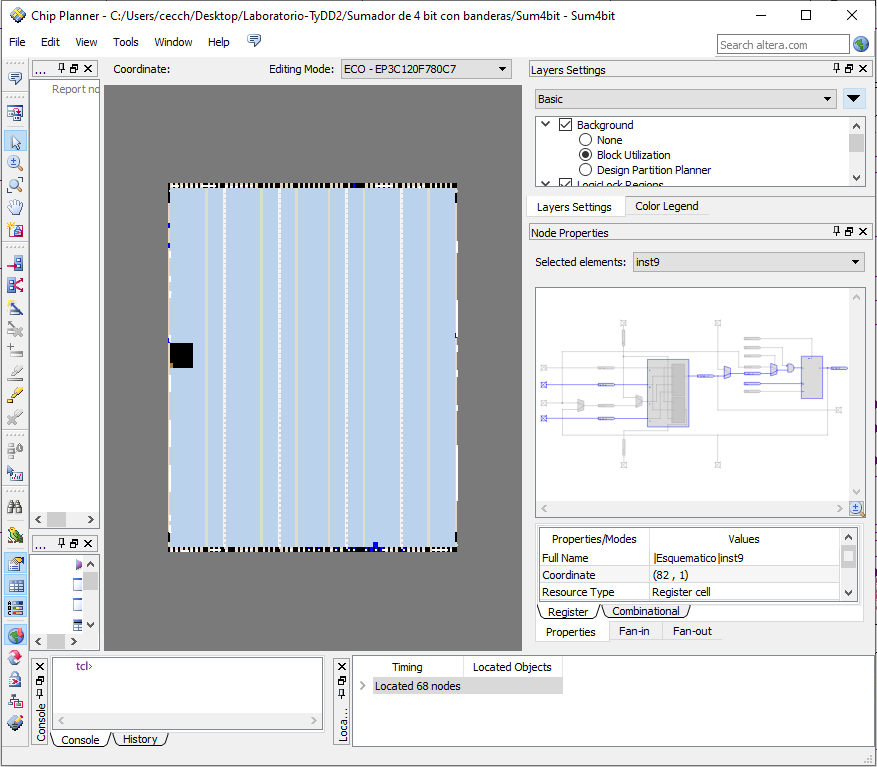 Chip Planner - C:/Users/cecch/Desktop/Laboratorio-TyDD2/Sumador de 4 bit con banderas/Sum4bit - Sum4bit
File Edit View Tools Window Help
Search altera.com
...
Coordinate:
Editing Mode: ECO - EP3C120F780C7
Report no
Layers Settings
Basic
Background
None
Block Utilization
Design Partition Planner
LogicLock Regions
Layers Settings Color Legend
Node Properties
Selected elements: inst9
Properties/Modes Values
Full Name |Esquematico|inst9
Coordinate (82 , 1)
Resource Type Register cell
Register Combinational
Properties Fan-in Fan-out
...
tcl>
Console
Console History
Loca...
Timing Located Objects
Located 68 nodes